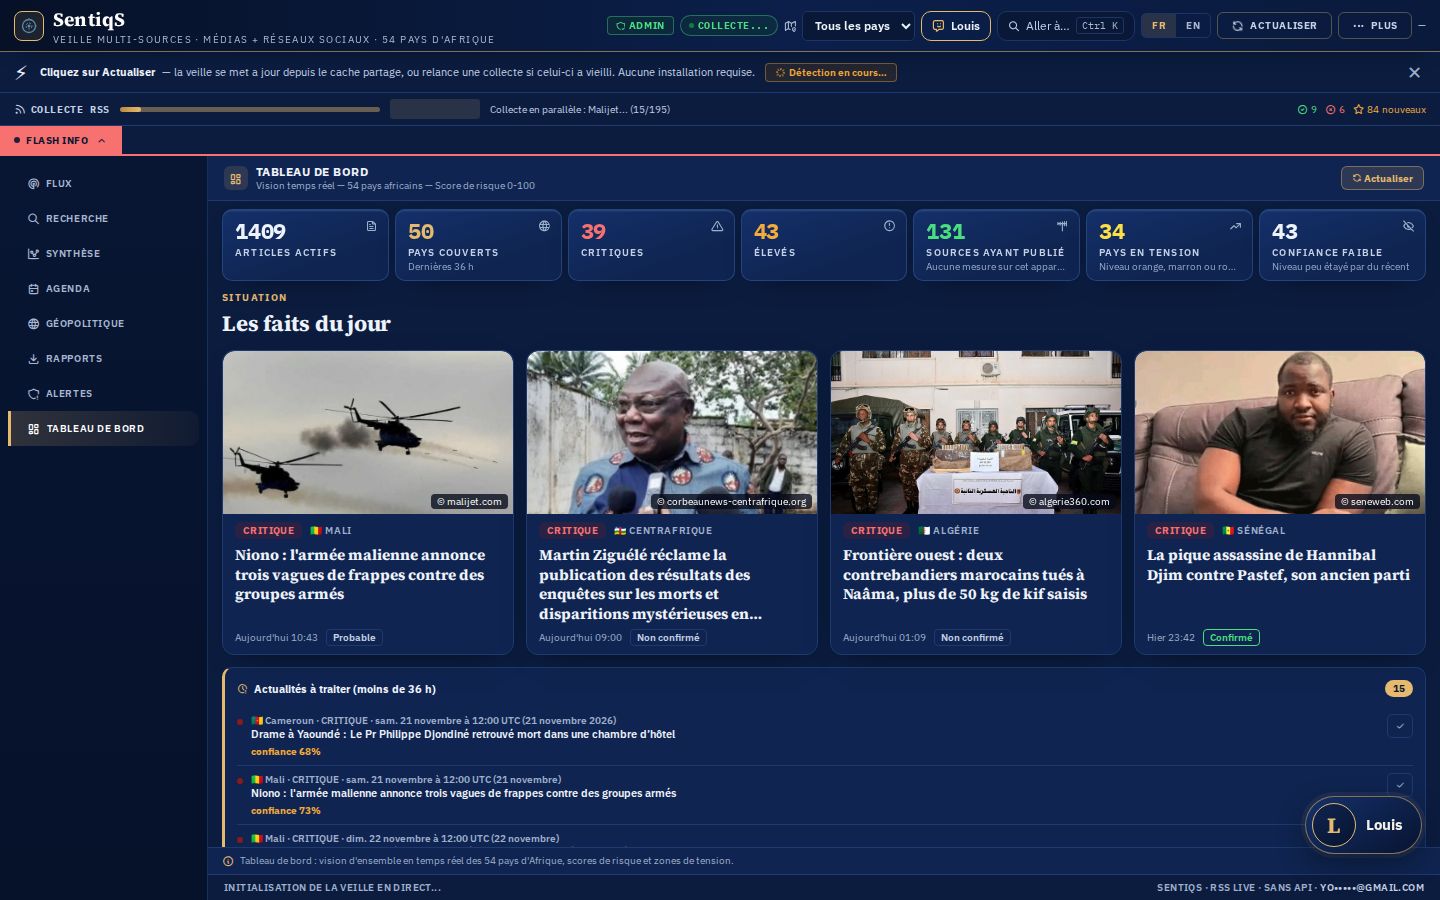 SentiqS
VEILLE MULTI-SOURCES · MÉDIAS + RÉSEAUX SOCIAUX · 54 PAYS D'AFRIQUE
ADMIN
COLLECTE...
Tous les pays
Louis
Aller à...
Ctrl K
FR
EN
ACTUALISER
PLUS
Cliquez sur Actualiser — la veille se met a jour depuis le cache partage, ou relance une collecte si celui-ci a vieilli. Aucune installation requise.
Détection en cours...
COLLECTE RSS
Collecte en parallèle : Malijet... (15/195)
9
6
84 nouveaux
FLASH INFO
FLUX
RECHERCHE
SYNTHÈSE
AGENDA
GÉOPOLITIQUE
RAPPORTS
ALERTES
TABLEAU DE BORD
TABLEAU DE BORD
Vision temps réel — 54 pays africains — Score de risque 0-100
Actualiser
1409
ARTICLES ACTIFS
50
PAYS COUVERTS
Dernières 36 h
39
CRITIQUES
43
ÉLEVÉS
131
SOURCES AYANT PUBLIÉ
Aucune mesure sur cet appar...
34
PAYS EN TENSION
Niveau orange, marron ou ro...
43
CONFIANCE FAIBLE
Niveau peu étayé par du récent
SITUATION
Les faits du jour
© malijet.com
CRITIQUE
MALI
Niono : l'armée malienne annonce
trois vagues de frappes contre des
groupes armés
Aujourd'hui 10:43
Probable
© corbeaunews-centrafrique.org
CRITIQUE
CENTRAFRIQUE
Martin Ziguélé réclame la
publication des résultats des
enquêtes sur les morts et
disparitions mystérieuses en...
Aujourd'hui 09:00
Non confirmé
© algerie360.com
CRITIQUE
ALGÉRIE
Frontière ouest : deux
contrebandiers marocains tués à
Naâma, plus de 50 kg de kif saisis
Aujourd'hui 01:09
Non confirmé
© seneweb.com
CRITIQUE
SÉNÉGAL
La pique assassine de Hannibal
Djim contre Pastef, son ancien parti
Hier 23:42
Confirmé
Actualités à traiter (moins de 36 h)
15
Cameroun · CRITIQUE · sam. 21 novembre à 12:00 UTC (21 novembre 2026)
Drame à Yaoundé : Le Pr Philippe Djondiné retrouvé mort dans une chambre d'hôtel
confiance 68%
Mali · CRITIQUE · sam. 21 novembre à 12:00 UTC (21 novembre)
Niono : l'armée malienne annonce trois vagues de frappes contre des groupes armés
confiance 73%
Mali · CRITIQUE · dim. 22 novembre à 12:00 UTC (22 novembre)
L
Louis
Tableau de bord : vision d'ensemble en temps réel des 54 pays d'Afrique, scores de risque et zones de tension.
INITIALISATION DE LA VEILLE EN DIRECT...
SENTIQS · RSS LIVE · SANS API · YO•••••@GMAIL.COM